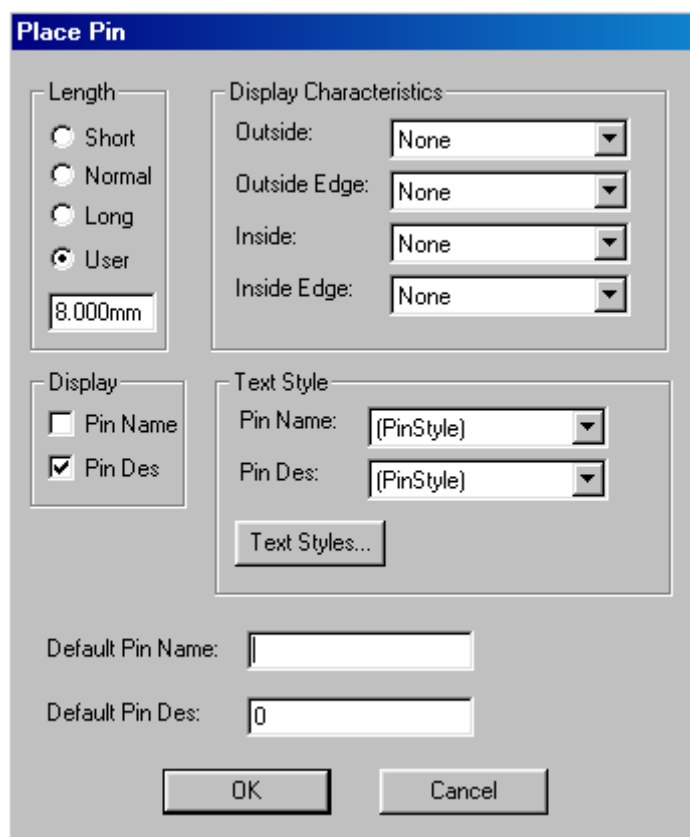 Place Pin
Length
Short
Normal
Long
User
8.000mm
Display Characteristics
Outside: None
Outside Edge: None
Inside: None
Inside Edge: None
Display
Pin Name
Pin Des
Text Style
Pin Name: (PinStyle)
Pin Des: (PinStyle)
Text Styles...
Default Pin Name:
Default Pin Des: 0
OK Cancel